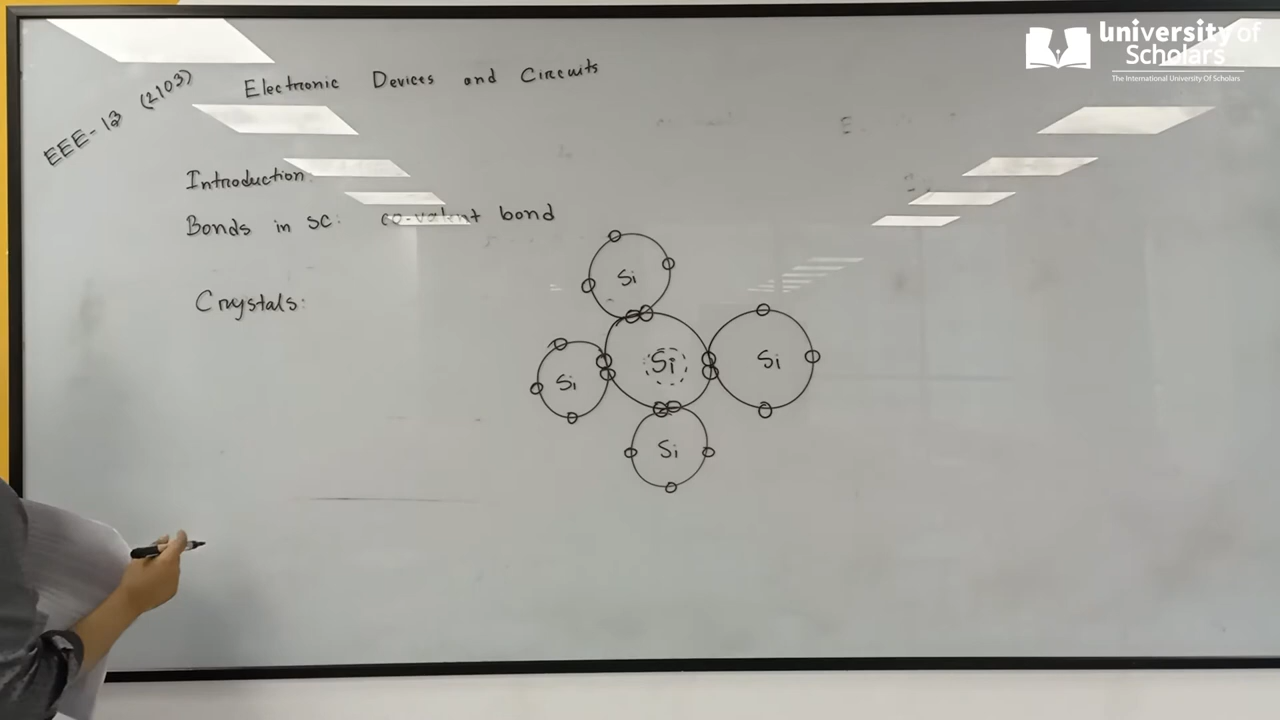 University of
Scholars
The International University Of Scholars
EEE-13 (2103)
Electronic Devices and Circuits
Introduction:
Bonds in SC: co-valent bond
Crystals:
Si
Si
Si
Si
Si